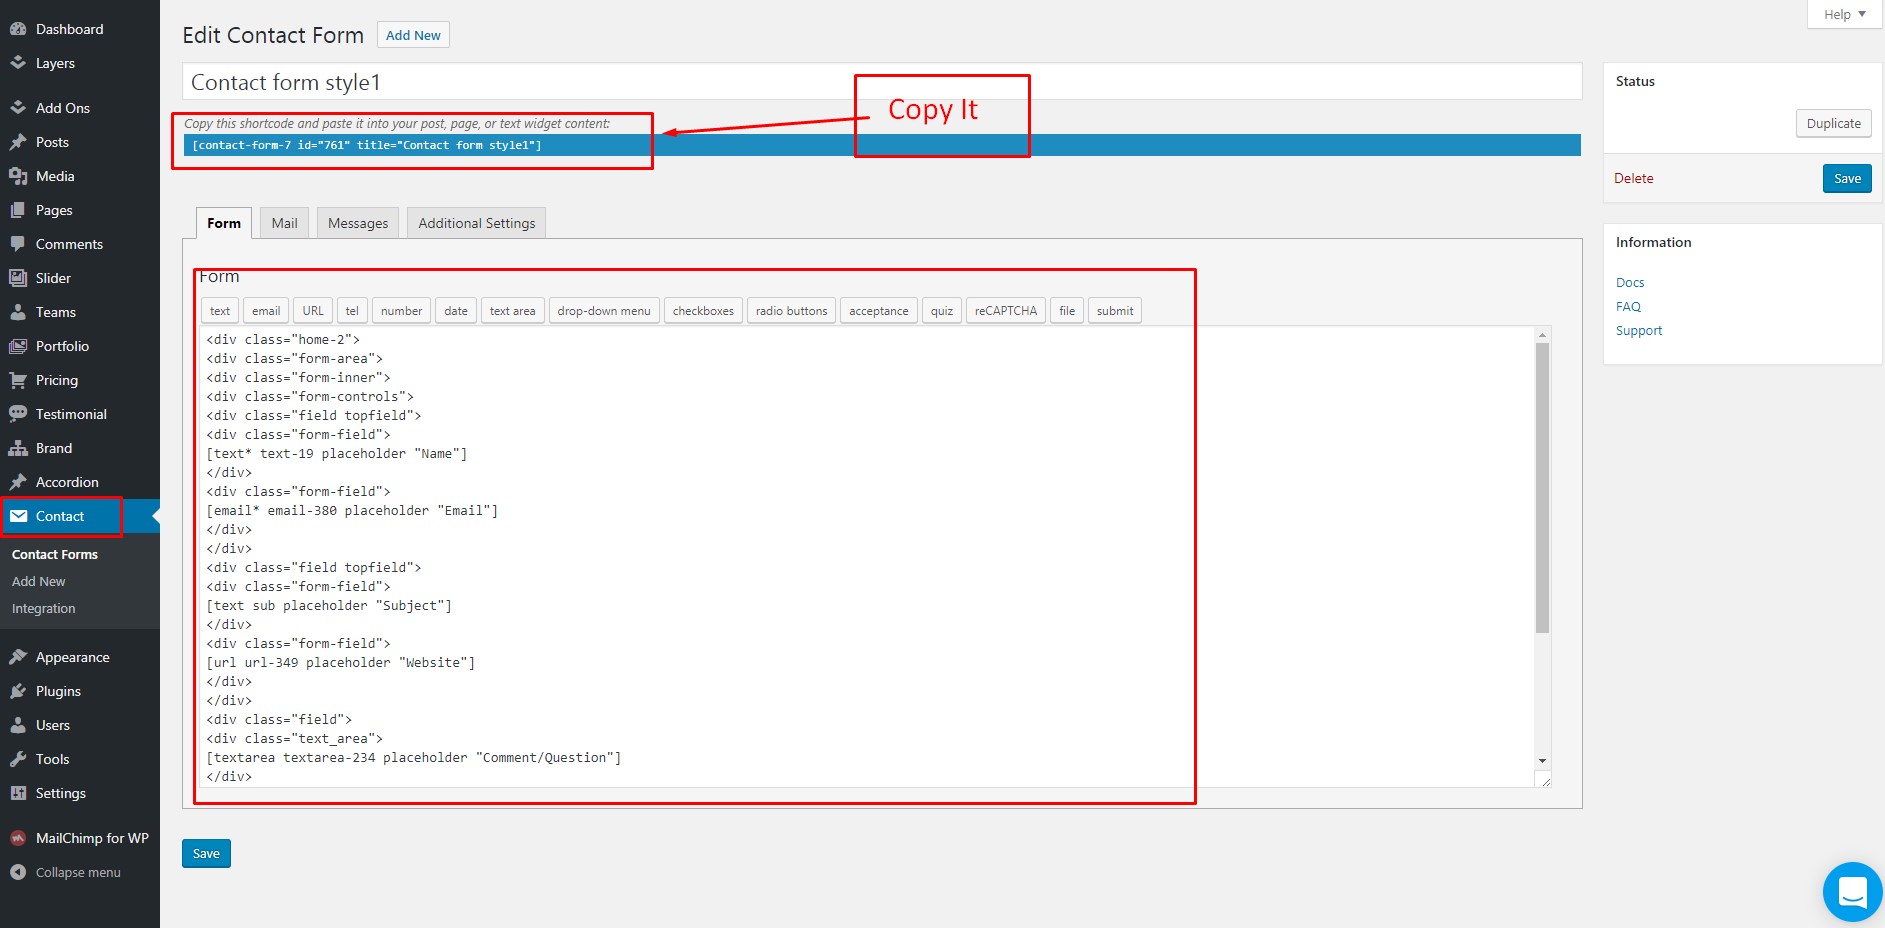 Dashboard
Layers
Add Ons
Posts
Media
Pages
Comments
Slider
Teams
Portfolio
Pricing
Testimonial
Brand
Accordion
Contact
Contact Forms
Add New
Integration
Appearance
Plugins
Users
Tools
Settings
MailChimp for WP
Collapse menu
Help
Edit Contact Form Add New
Contact form style1
Copy It
Copy this shortcode and paste it into your post, page, or text widget content:
[contact-form-7 id="761" title="Contact form style1"]
Form Mail Messages Additional Settings
Form
text email URL tel number date text area drop-down menu checkboxes radio buttons acceptance quiz reCAPTCHA file submit
<div class="home-2">
<div class="form-area">
<div class="form-inner">
<div class="form-controls">
<div class="field topfield">
<div class="form-field">
[text* text-19 placeholder "Name"]
</div>
<div class="form-field">
[email* email-380 placeholder "Email"]
</div>
</div>
<div class="field topfield">
<div class="form-field">
[text sub placeholder "Subject"]
</div>
<div class="form-field">
[url url-349 placeholder "Website"]
</div>
</div>
<div class="field">
<div class="text_area">
[textarea textarea-234 placeholder "Comment/Question"]
</div>
Save
Status
Duplicate
Delete Save
Information
Docs
FAQ
Support